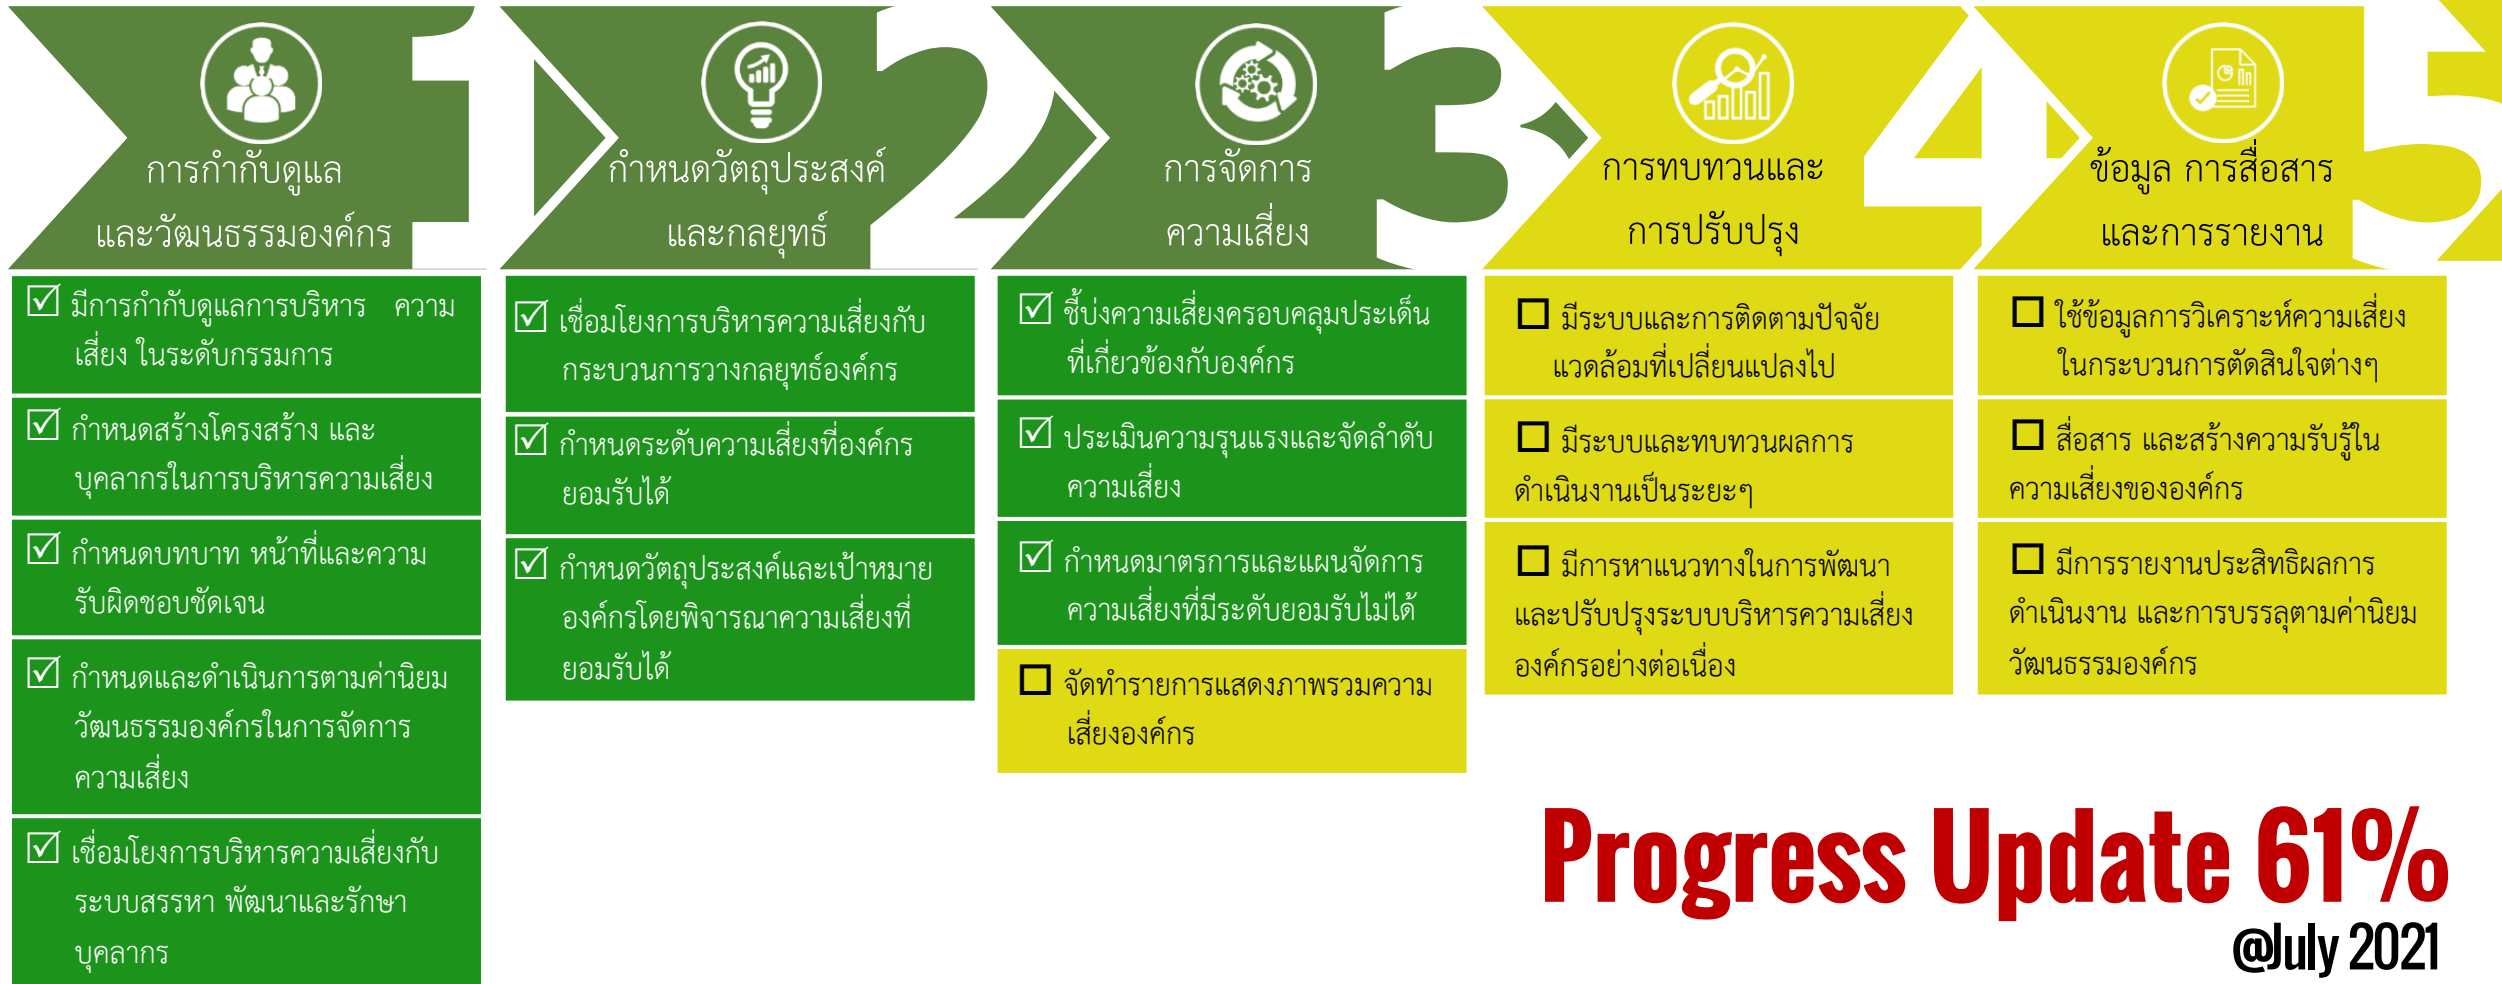 1
การกำกับดูแล
และวัฒนธรรมองค์กร
☑ มีการกำกับดูแลการบริหาร ความ
เสี่ยง ในระดับกรรมการ
☑ กำหนดสร้างโครงสร้าง และ
บุคลากรในการบริหารความเสี่ยง
☑ กำหนดบทบาท หน้าที่และความ
รับผิดชอบชัดเจน
☑ กำหนดและดำเนินการตามค่านิยม
วัฒนธรรมองค์กรในการจัดการ
ความเสี่ยง
☑ เชื่อมโยงการบริหารความเสี่ยงกับ
ระบบสรรหา พัฒนาและรักษา
บุคลากร
2
กำหนดวัตถุประสงค์
และกลยุทธ์
☑ เชื่อมโยงการบริหารความเสี่ยงกับ
กระบวนการวางกลยุทธ์องค์กร
☑ กำหนดระดับความเสี่ยงที่องค์กร
ยอมรับได้
☑ กำหนดวัตถุประสงค์และเป้าหมาย
องค์กรโดยพิจารณาความเสี่ยงที่
ยอมรับได้
3
การจัดการ
ความเสี่ยง
☑ ชี้บ่งความเสี่ยงครอบคลุมประเด็น
ที่เกี่ยวข้องกับองค์กร
☑ ประเมินความรุนแรงและจัดลำดับ
ความเสี่ยง
☑ กำหนดมาตรการและแผนจัดการ
ความเสี่ยงที่มีระดับยอมรับไม่ได้
☐ จัดทำรายการแสดงภาพรวมความ
เสี่ยงองค์กร
4
การทบทวนและ
การปรับปรุง
☐ มีระบบและการติดตามปัจจัย
แวดล้อมที่เปลี่ยนแปลงไป
☐ มีระบบและทบทวนผลการ
ดำเนินงานเป็นระยะๆ
☐ มีการหาแนวทางในการพัฒนา
และปรับปรุงระบบบริหารความเสี่ยง
องค์กรอย่างต่อเนื่อง
5
ข้อมูล การสื่อสาร
และการรายงาน
☐ ใช้ข้อมูลการวิเคราะห์ความเสี่ยง
ในกระบวนการตัดสินใจต่างๆ
☐ สื่อสาร และสร้างความรับรู้ใน
ความเสี่ยงขององค์กร
☐ มีการรายงานประสิทธิผลการ
ดำเนินงาน และการบรรลุตามค่านิยม
วัฒนธรรมองค์กร
Progress Update 61%
@July 2021